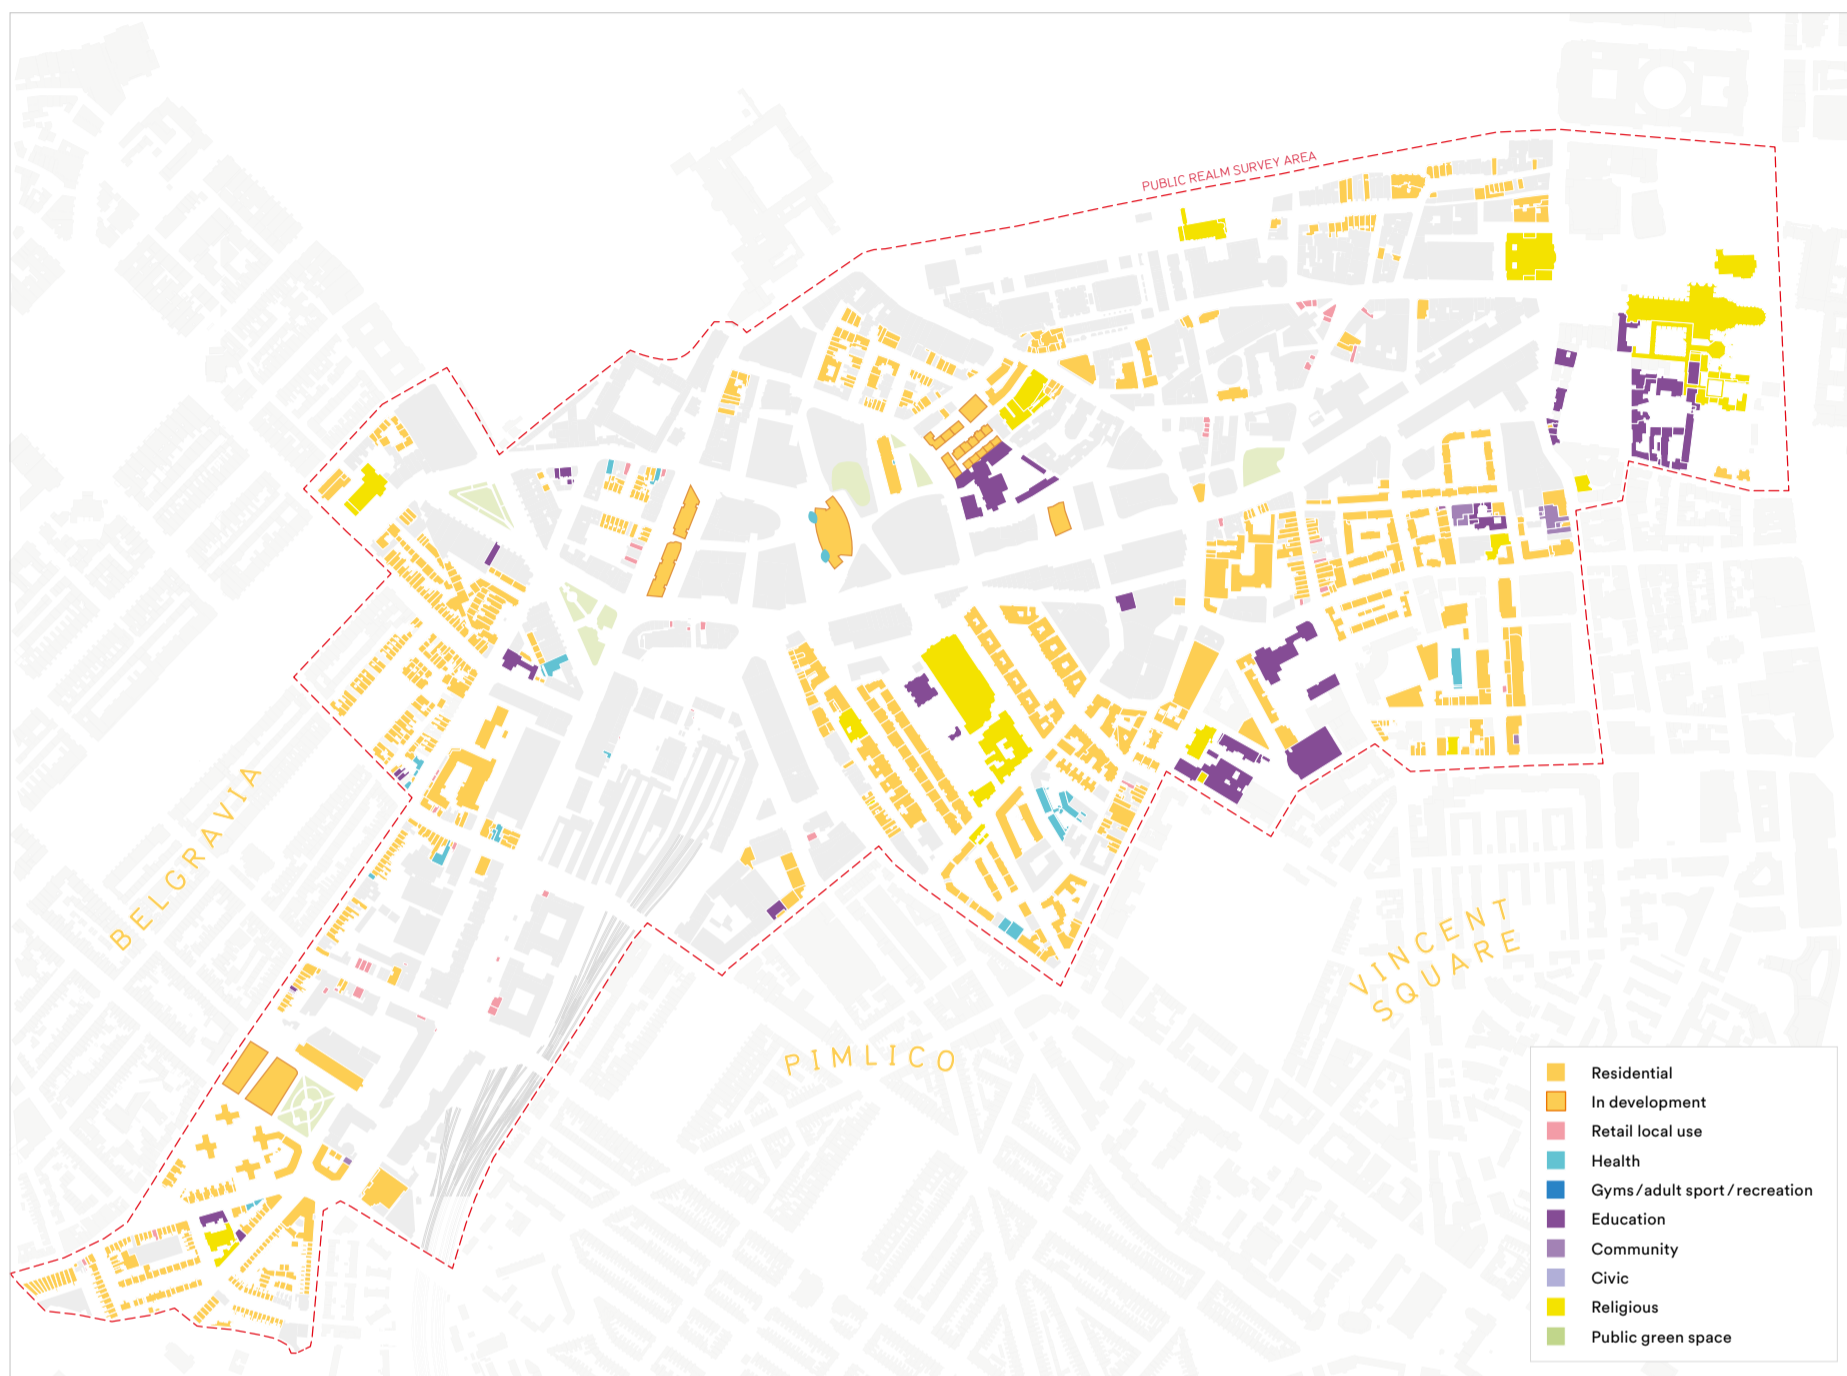 PUBLIC REALM SURVEY AREA
BELGRAVIA
PIMLICO
VINCENT
SQUARE
Residential
In development
Retail local use
Health
Gyms/adult sport/recreation
Education
Community
Civic
Religious
Public green space